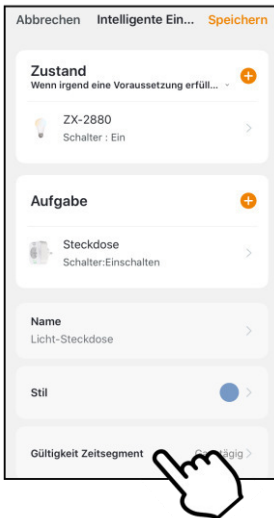 Abbrechen Intelligente Ein... Speichern
Zustand
Wenn irgend eine Voraussetzung erfüll...
ZX-2880
Schalter : Ein
Aufgabe
Steckdose
Schalter:Einschalten
Name
Licht-Steckdose
Stil
Gültigkeit Zeitsegment